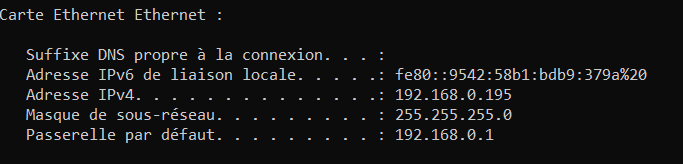 Carte Ethernet Ethernet :
Suffixe DNS propre à la connexion. . . :
Adresse IPv6 de liaison locale. . . . .: fe80::9542:58b1:bdb9:379a%20
Adresse IPv4. . . . . . . . . . . . . .: 192.168.0.195
Masque de sous-réseau. . . . . . . . . : 255.255.255.0
Passerelle par défaut. . . . . . . . . : 192.168.0.1